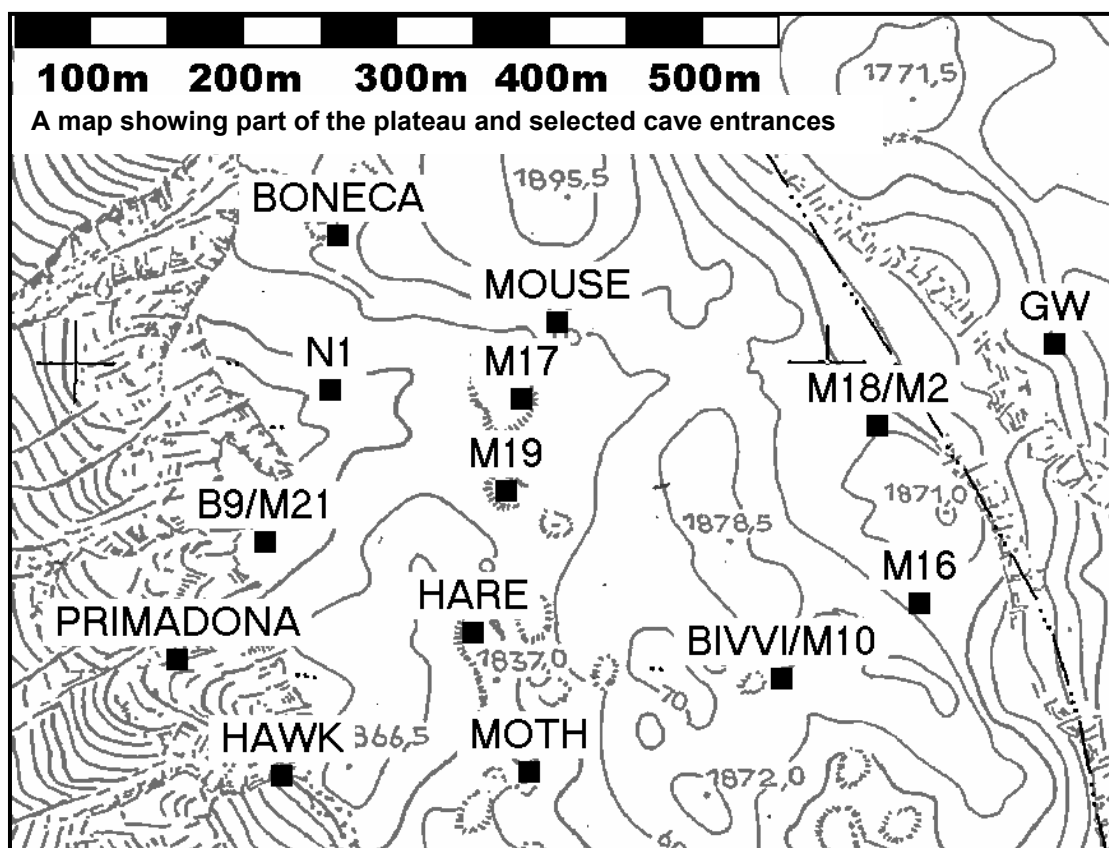 100m 200m 300m 400m 500m
1771,5
A map showing part of the plateau and selected cave entrances
1895,5
BONECA
MOUSE
GW
N1
M17
M18/M2
M19
1871,0
B9/M21
1878,5
M16
HARE
PRIMADONA
BIVVI/M10
1837,0
70
HAWK
866,5
MOTH
1872,0